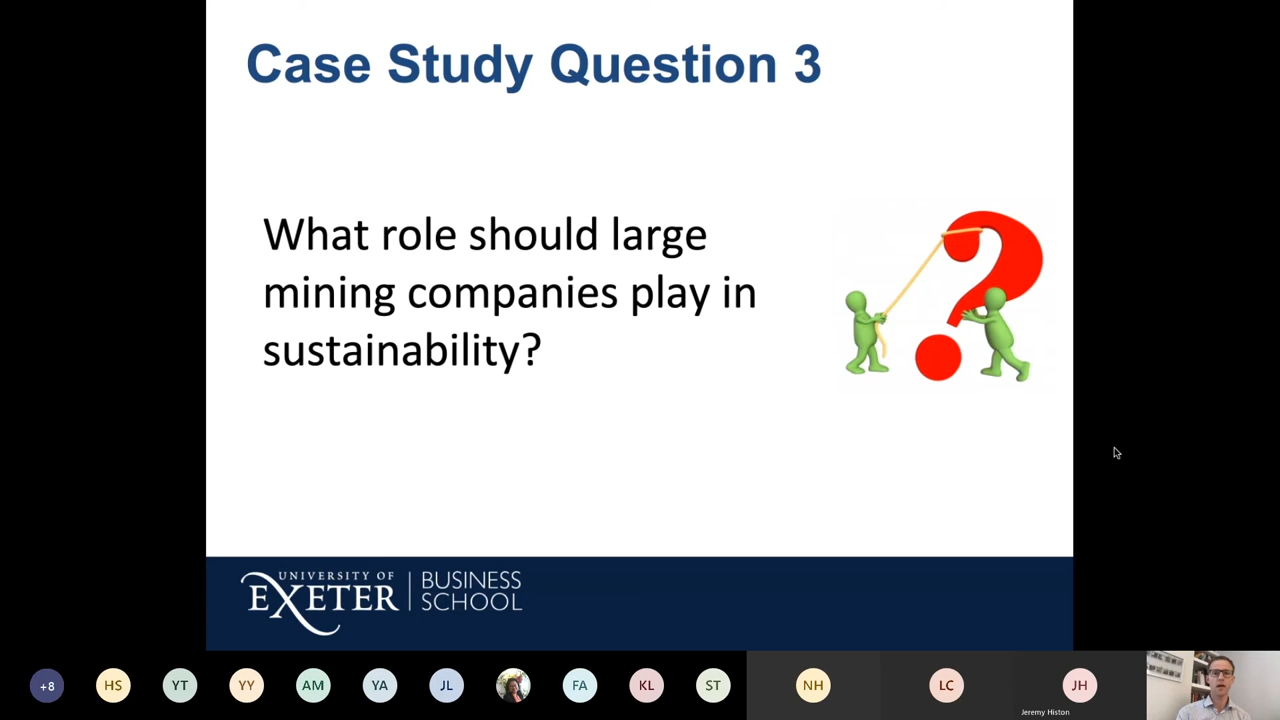 Case Study Question 3
What role should large
mining companies play in
sustainability?
UNIVERSITY OF
EXETER
BUSINESS
SCHOOL
+8
HS
YT
YY
AM
YA
JL
FA
KL
ST
NH
LC
JH
Jeremy Histon